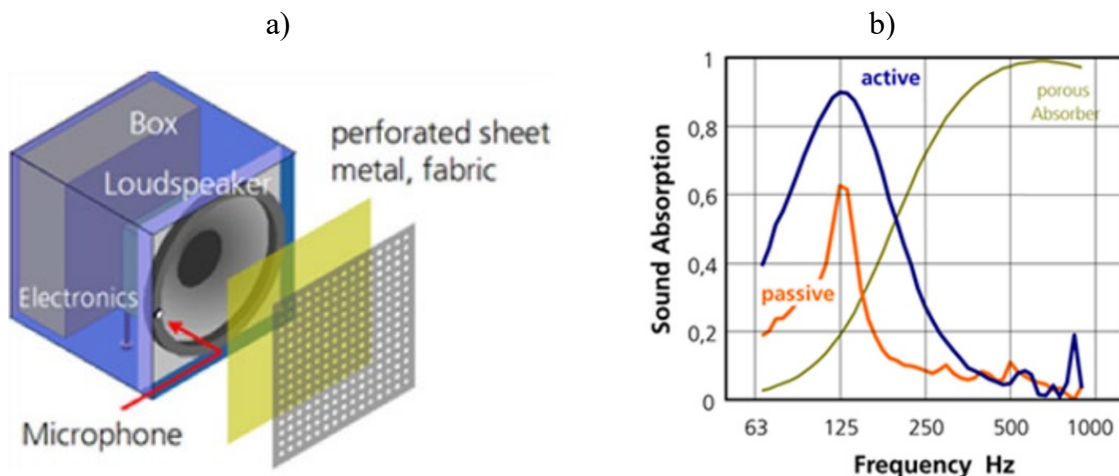 a)
Box
Loudspeaker
Electronics
Microphone
perforated sheet
metal, fabric
b)
Sound Absorption
1
0,8
0,6
0,4
0,2
0
active
passive
porous
Absorber
63
125
250
500
1000
Frequency Hz